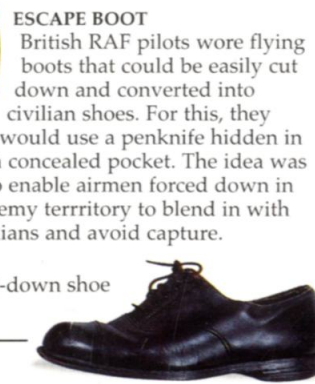 ESCAPE BOOT
British RAF pilots wore flying
boots that could be easily cut
down and converted into
civilian shoes. For this, they
would use a penknife hidden in
concealed pocket. The idea was
enable airmen forced down in
terrritory to blend in with
and avoid capture.
-down shoe